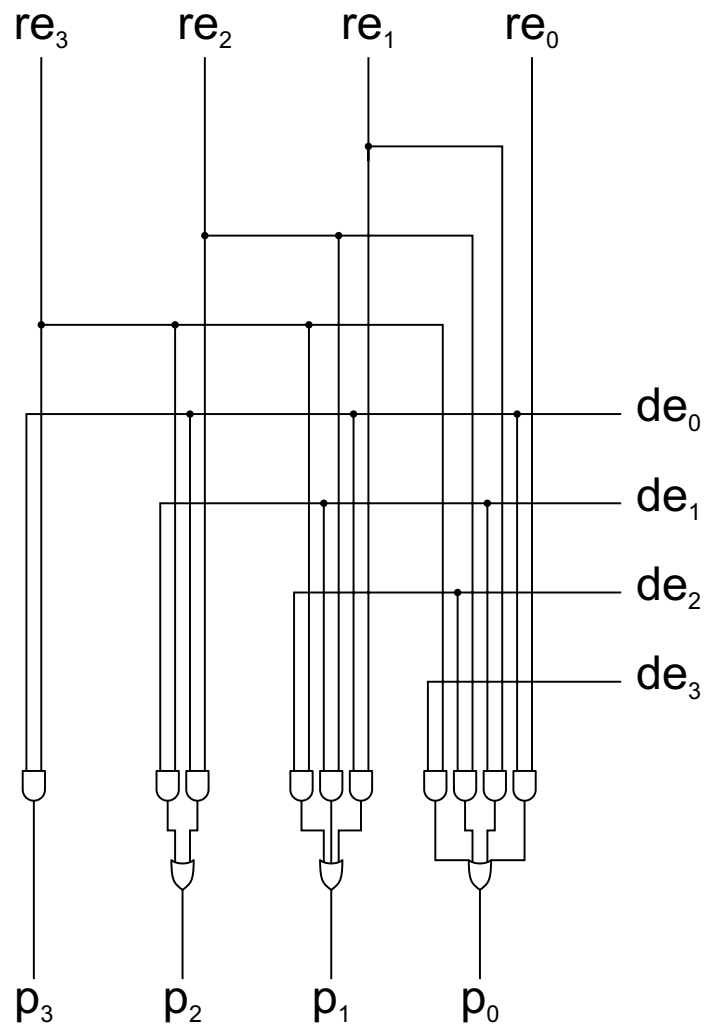 re₃ re₂ re₁ re₀
de₀
de₁
de₂
de₃
p₃ p₂ p₁ p₀